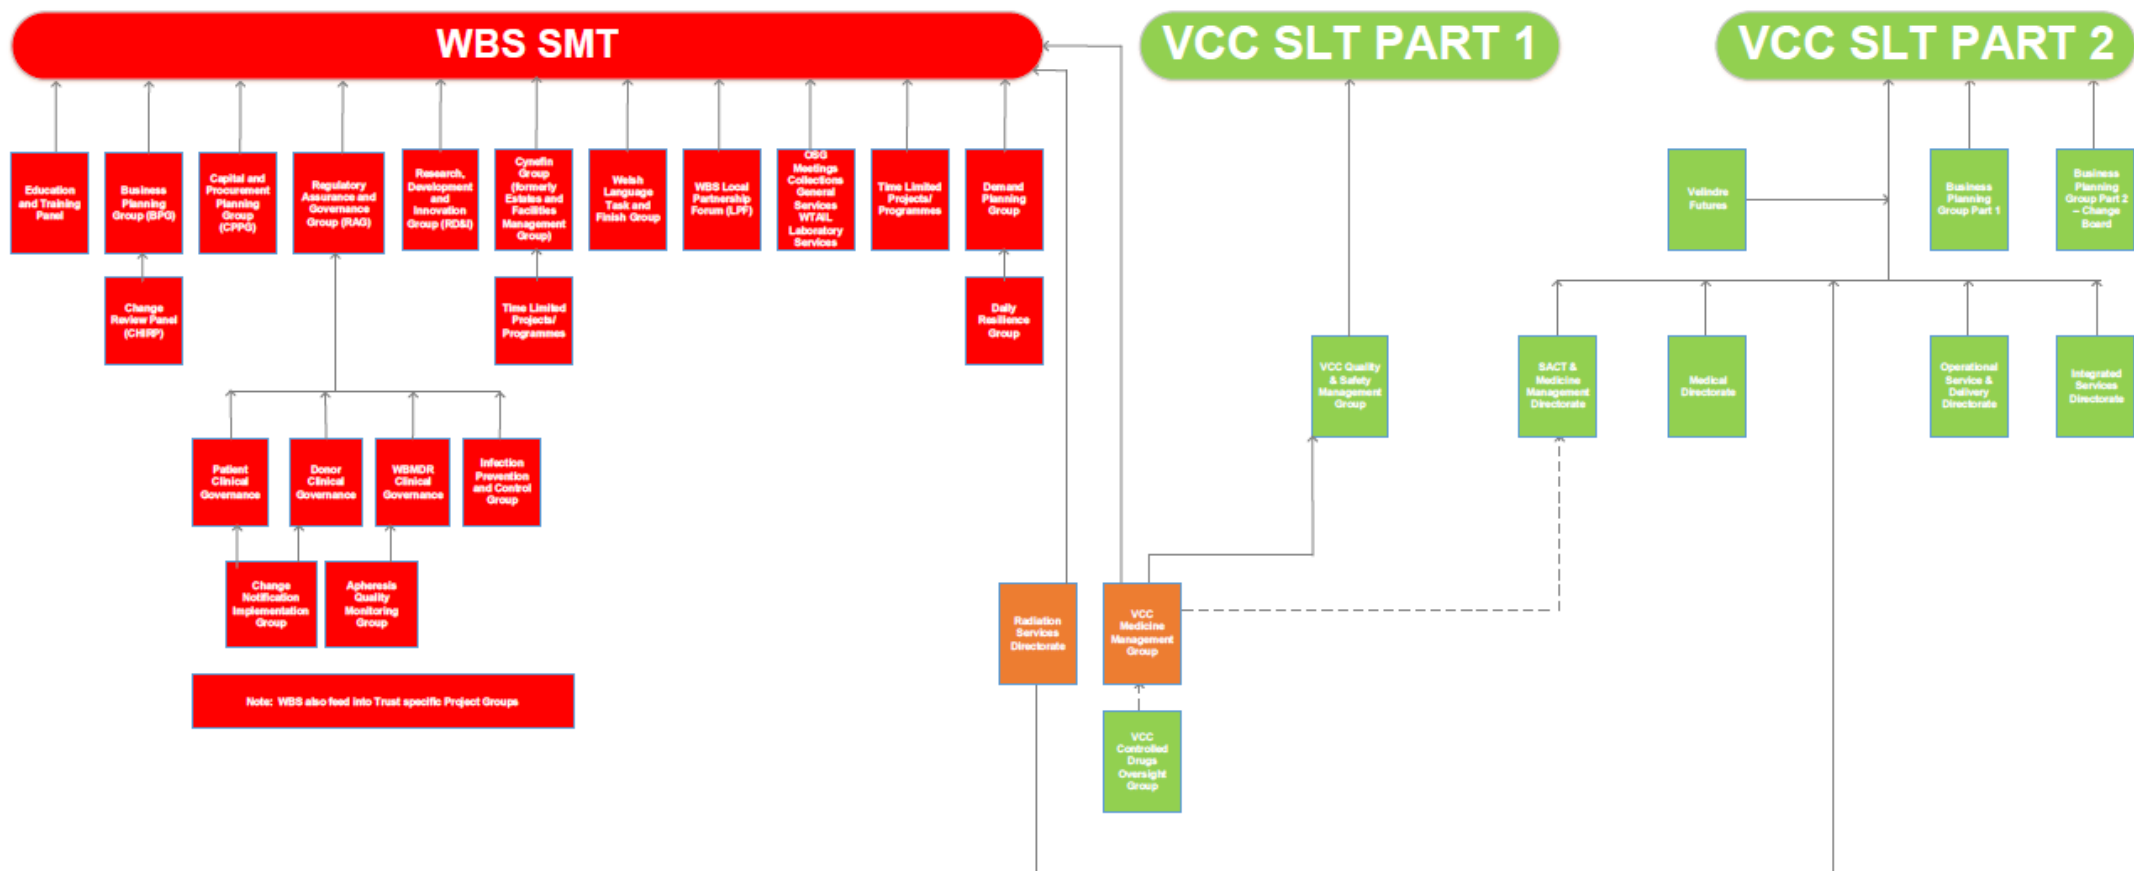 WBS SMT
VCC SLT PART 1
VCC SLT PART 2
Education
and Training
Panel
Business
Planning
Group (BPG)
Capital and
Procurement
Planning
Group
(CPPG)
Regulatory
Assurance and
Governance
Group (RAG)
Research,
Development
and
Innovation
Group (RD&I)
Cynefin
Group
(formerly
Estates and
Facilities
Management
Group)
Welsh
Language
Task and
Finish Group
WBS Local
Partnership
Forum (LPF)
OSG
Meetings
Collections
General
Services
WTAIL
Laboratory
Services
Time Limited
Projects/
Programmes
Demand
Planning
Group
Velindre
Futures
Business
Planning
Group Part 1
Business
Planning
Group Part 2
– Change
Board
Change
Review Panel
(CHIRP)
Time Limited
Projects/
Programmes
Daily
Resilience
Group
VCC Quality
& Safety
Management
Group
SACT &
Medicine
Management
Directorate
Medical
Directorate
Operational
Service &
Delivery
Directorate
Integrated
Services
Directorate
Patient
Clinical
Governance
Donor
Clinical
Governance
WBMDR
Clinical
Governance
Infection
Prevention
and Control
Group
Change
Notification
Implementation
Group
Apheresis
Quality
Monitoring
Group
Radiation
Services
Directorate
VCC
Medicine
Management
Group
Note: WBS also feed into Trust specific Project Groups
VCC
Controlled
Drugs
Oversight
Group